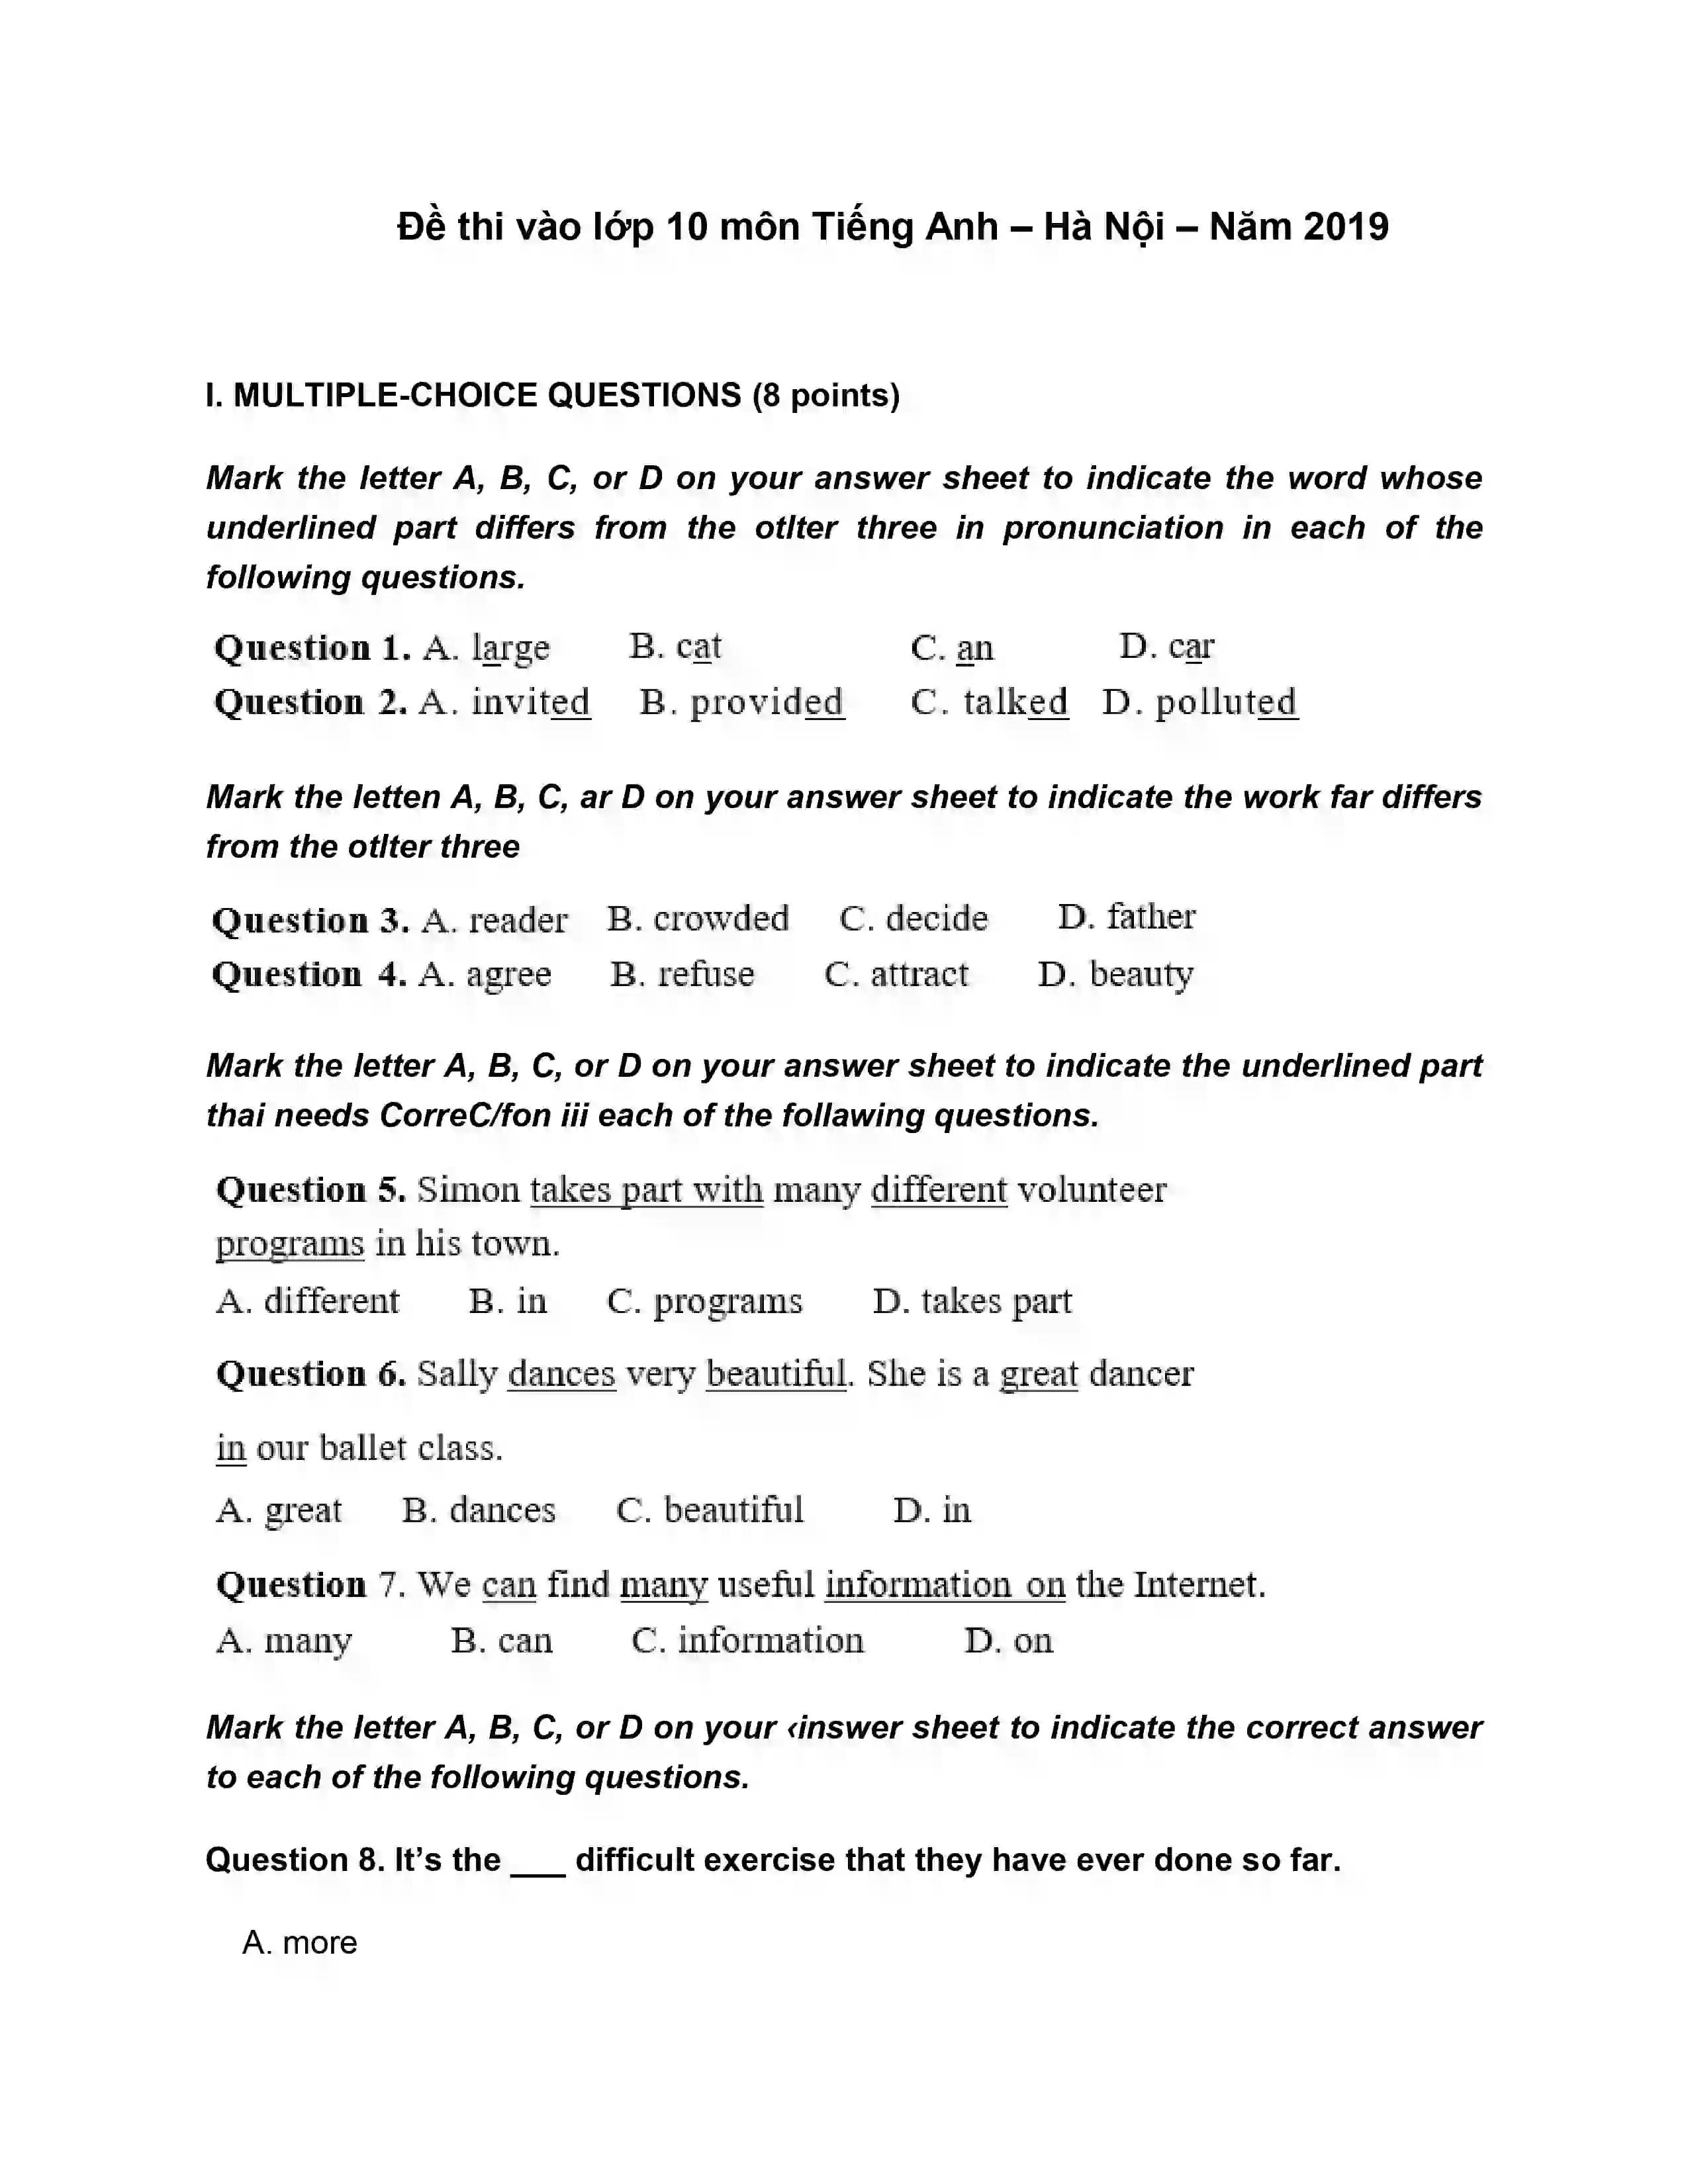 Đề thi vào lớp 10 môn Tiếng Anh – Hà Nội – Năm 2019
I. MULTIPLE-CHOICE QUESTIONS (8 points)
Mark the letter A, B, C, or D on your answer sheet to indicate the word whose
underlined part differs from the otlter three in pronunciation in each of the
following questions.
Question 1. A. large B. cat C. an D. car
Question 2. A. invited B. provided C. talked D. polluted
Mark the letten A, B, C, ar D on your answer sheet to indicate the work far differs
from the otlter three
Question 3. A. reader B. crowded C. decide D. father
Question 4. A. agree B. refuse C. attract D. beauty
Mark the letter A, B, C, or D on your answer sheet to indicate the underlined part
thai needs CorreC/fon iii each of the follawing questions.
Question 5. Simon takes part with many different volunteer
programs in his town.
A. different B. in C. programs D. takes part
Question 6. Sally dances very beautiful. She is a great dancer
in our ballet class.
A. great B. dances C. beautiful D. in
Question 7. We can find many useful information on the Internet.
A. many B. can C. information D. on
Mark the letter A, B, C, or D on your ‹inswer sheet to indicate the correct answer
to each of the following questions.
Question 8. It’s the ___ difficult exercise that they have ever done so far.
A. more